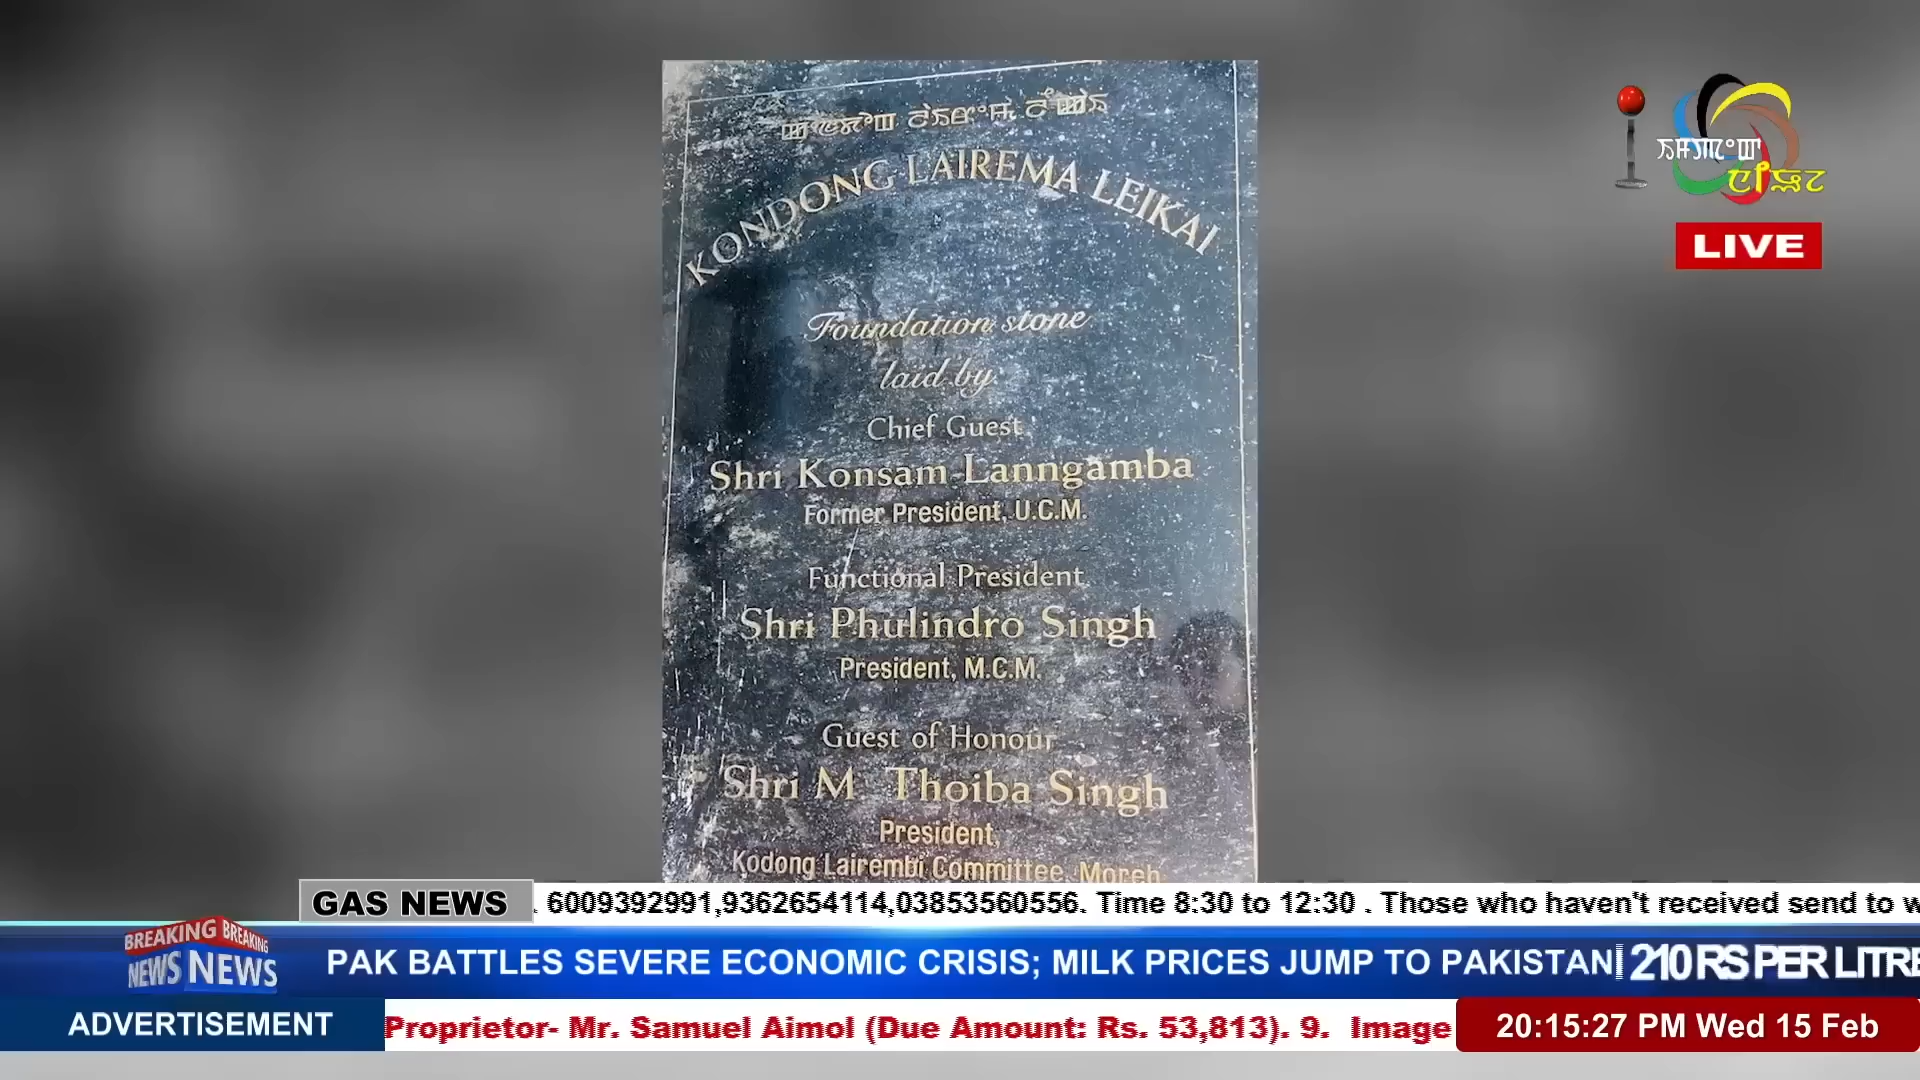 KONDONG LAIREMA LEIKAI
Foundation stone
laid by
Chief Guest
Shri Konsam Lanngamba
Former President, U.C.M.
Functional President
Shri Phulindro Singh
President, M.C.M.
Guest of Honour
Shri M Thoiba Singh
President,
Kodong Lairembi Committee, Moreh
LIVE
GAS NEWS
. 6009392991,9362654114,03853560556. Time 8:30 to 12:30 . Those who haven't received send to w
BREAKING BREAKING
NEWS NEWS
PAK BATTLES SEVERE ECONOMIC CRISIS; MILK PRICES JUMP TO PAKISTANI 210 RS PER LITRE
ADVERTISEMENT
Proprietor- Mr. Samuel Aimol (Due Amount: Rs. 53,813). 9. Image
20:15:27 PM Wed 15 Feb